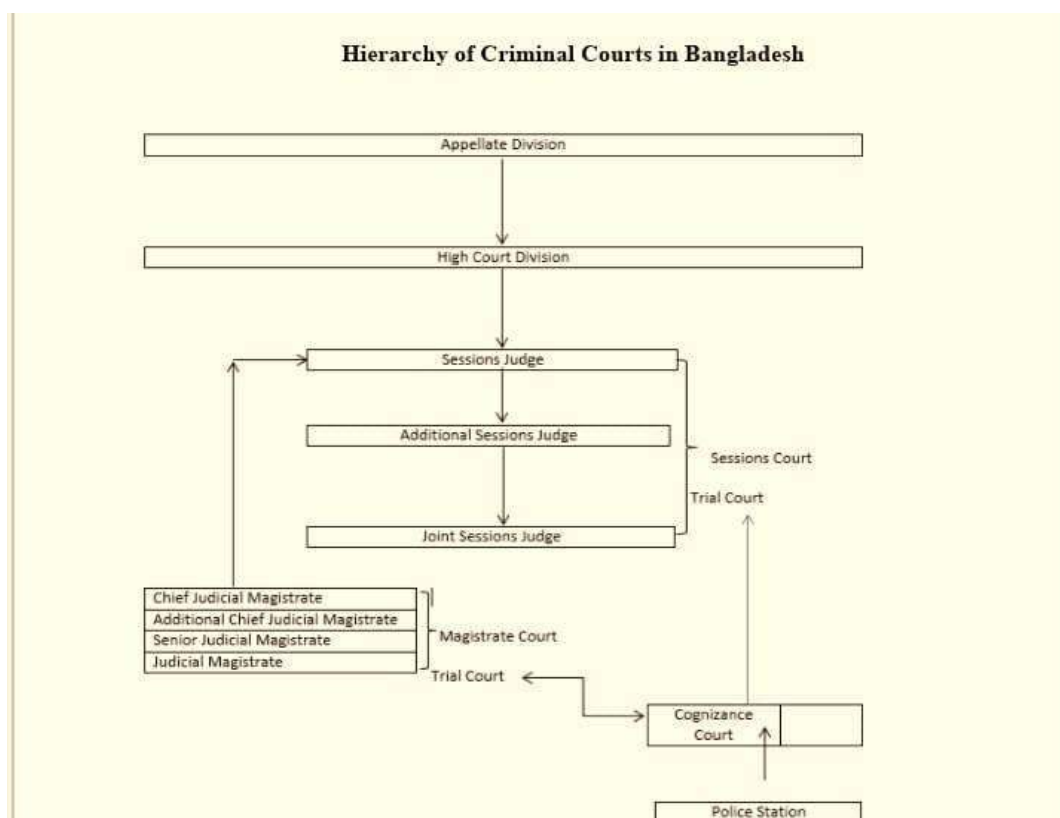 Hierarchy of Criminal Courts in Bangladesh
Appellate Division
High Court Division
Sessions Judge
Additional Sessions Judge
Sessions Court
Trial Court
Joint Sessions Judge
Chief Judicial Magistrate
Additional Chief Judicial Magistrate
Senior Judicial Magistrate
Judicial Magistrate
Magistrate Court
Trial Court
Cognizance
Court
Police Station